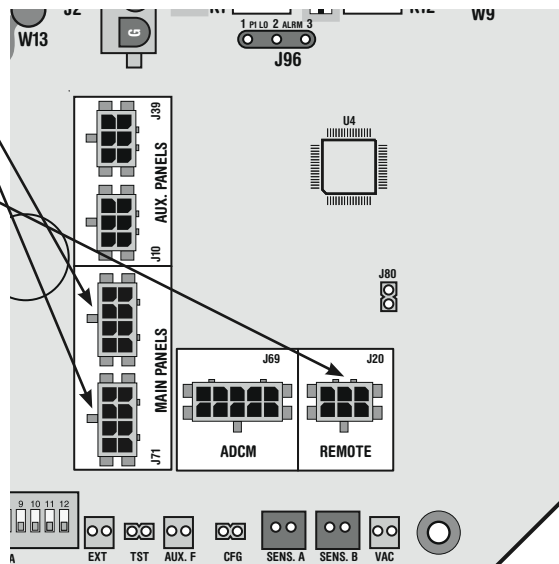 J2
W13
G
1 PI LO 2 ALRM 3
J96
W9
J39
AUX. PANELS
J10
U4
J80
MAIN PANELS
J71
J69
ADCM
J20
REMOTE
9 10 11 12
A
EXT
TST
AUX. F
CFG
SENS. A
SENS. B
VAC